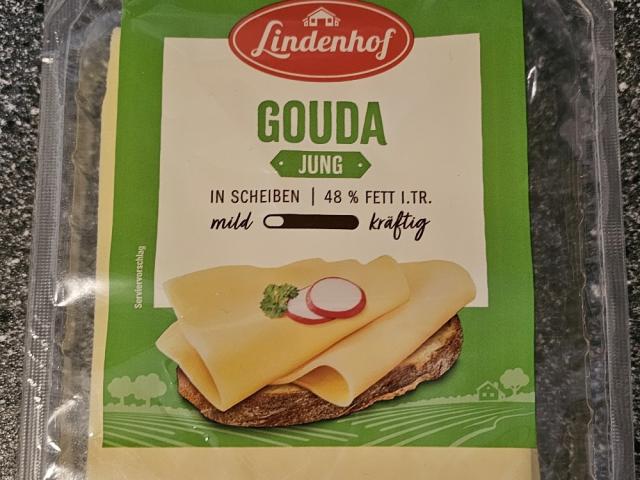 Lindenhof
GOUDA
JUNG
IN SCHEIBEN | 48 % FETT I.TR.
mild kräftig
Serviervorschlag